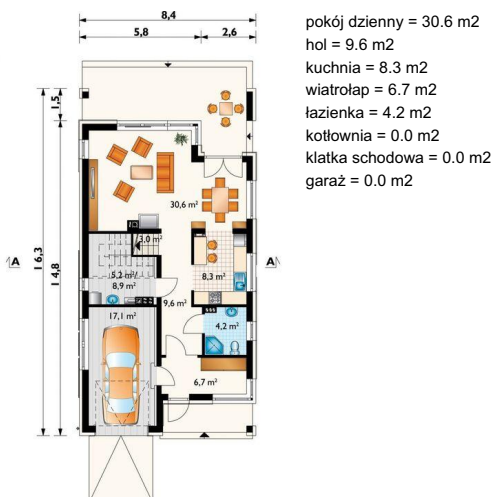 8,4
5,8 2,6
pokój dzienny = 30.6 m2
hol = 9.6 m2
kuchnia = 8.3 m2
wiatrołap = 6.7 m2
łazienka = 4.2 m2
kotłownia = 0.0 m2
klatka schodowa = 0.0 m2
garaż = 0.0 m2
1,5
16,3
14,8
30,6 m²
3,0 m²
A
A
5,2 m²
8,9 m²
8,3 m²
9,6 m²
17,1 m²
4,2 m²
6,7 m²